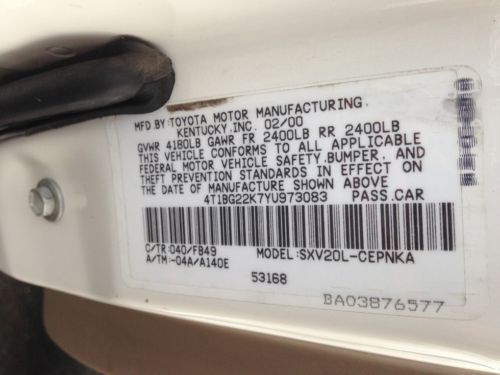 MFD.BY:TOYOTA MOTOR MANUFACTURING,
KENTUCKY,INC. 02/00
GVWR 4180LB GAWR FR 2400LB RR 2400LB
THIS VEHICLE CONFORMS TO ALL APPLICABLE
FEDERAL MOTOR VEHICLE SAFETY,BUMPER, AND
THEFT PREVENTION STANDARDS IN EFFECT ON
THE DATE OF MANUFACTURE SHOWN ABOVE
4T1BG22K7YU973083 PASS.CAR
C/TR:040/FB49 MODEL:SXV20L-CEPNKA
A/TM:-04A/A140E
53168
BA03876577